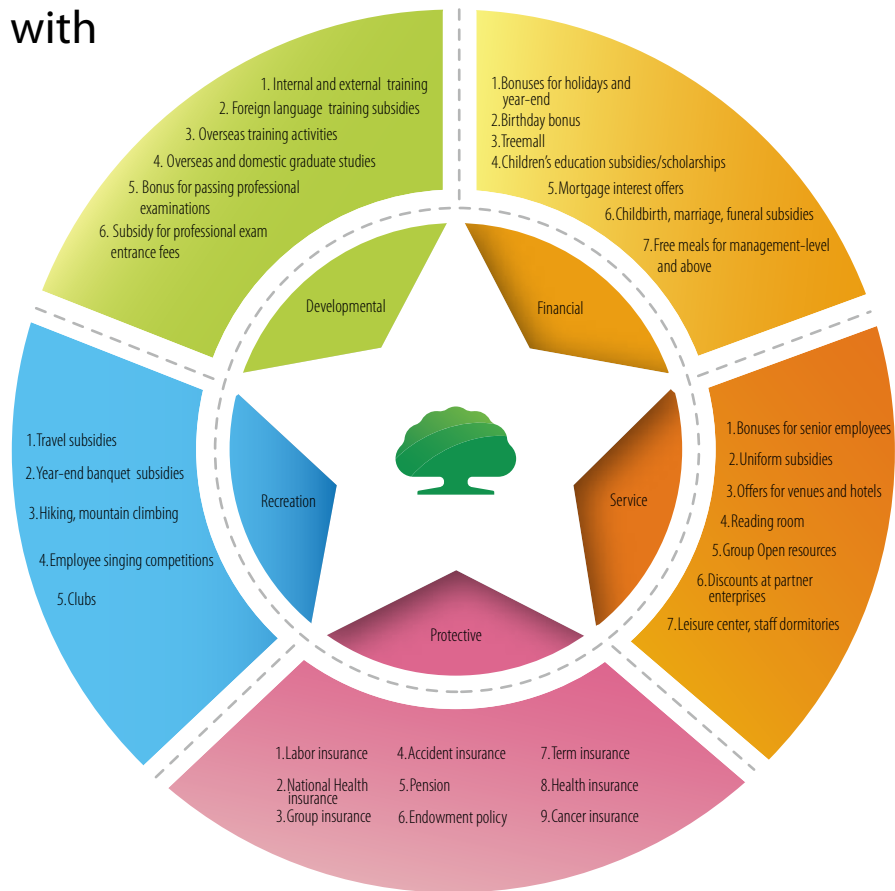 with
1. Internal and external training
2. Foreign language training subsidies
3. Overseas training activities
4. Overseas and domestic graduate studies
5. Bonus for passing professional
examinations
6. Subsidy for professional exam
entrance fees
Developmental
1.Bonuses for holidays and
year-end
2.Birthday bonus
3.Treemall
4.Children's education subsidies/scholarships
5.Mortgage interest offers
6.Childbirth, marriage, funeral subsidies
7.Free meals for management-level
and above
Financial
1.Travel subsidies
2.Year-end banquet subsidies
3.Hiking, mountain climbing
4.Employee singing competitions
5.Clubs
Recreation
1.Bonuses for senior employees
2.Uniform subsidies
3.Offers for venues and hotels
4.Reading room
5.Group Open resources
6.Discounts at partner
enterprises
7.Leisure center, staff dormitories
Service
Protective
1.Labor insurance
2.National Health
insurance
3.Group insurance
4.Accident insurance
5.Pension
6.Endowment policy
7.Term insurance
8.Health insurance
9.Cancer insurance